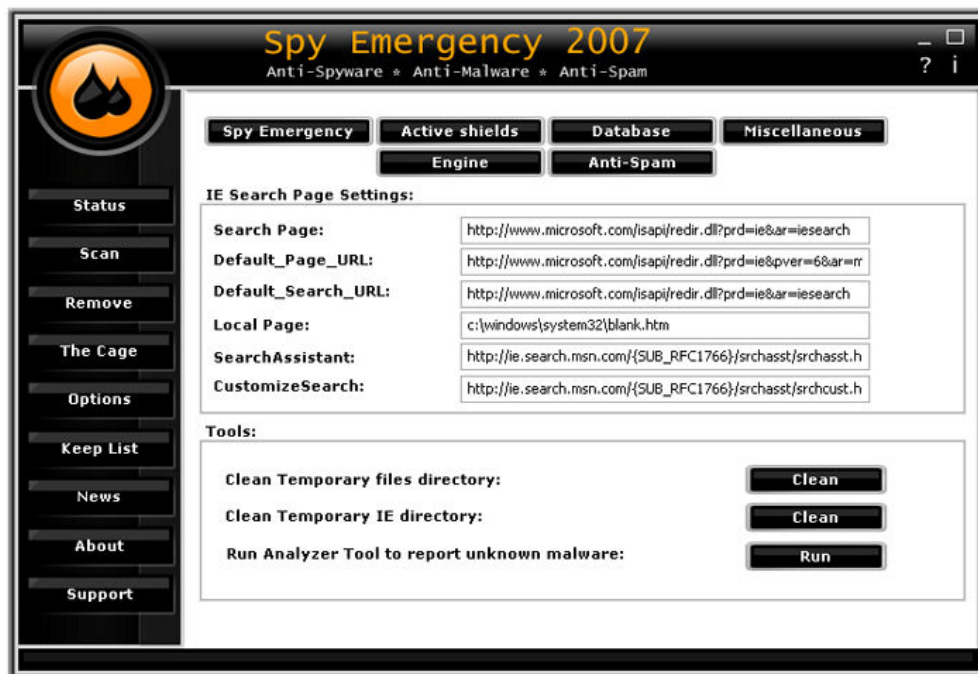 Spy Emergency 2007
Anti-Spyware * Anti-Malware * Anti-Spam
? i
Spy Emergency Active shields Database Miscellaneous
Engine Anti-Spam
Status
Scan
Remove
The Cage
Options
Keep List
News
About
Support
IE Search Page Settings:
Search Page: http://www.microsoft.com/isapi/redir.dll?prd=ie&ar=iesearch
Default_Page_URL: http://www.microsoft.com/isapi/redir.dll?prd=ie&pver=6&ar=m
Default_Search_URL: http://www.microsoft.com/isapi/redir.dll?prd=ie&ar=iesearch
Local Page: c:\windows\system32\blank.htm
SearchAssistant: http://ie.search.msn.com/{SUB_RFC1766}/srchasst/srchasst.h
CustomizeSearch: http://ie.search.msn.com/{SUB_RFC1766}/srchasst/srchcust.h
Tools:
Clean Temporary files directory: Clean
Clean Temporary IE directory: Clean
Run Analyzer Tool to report unknown malware: Run